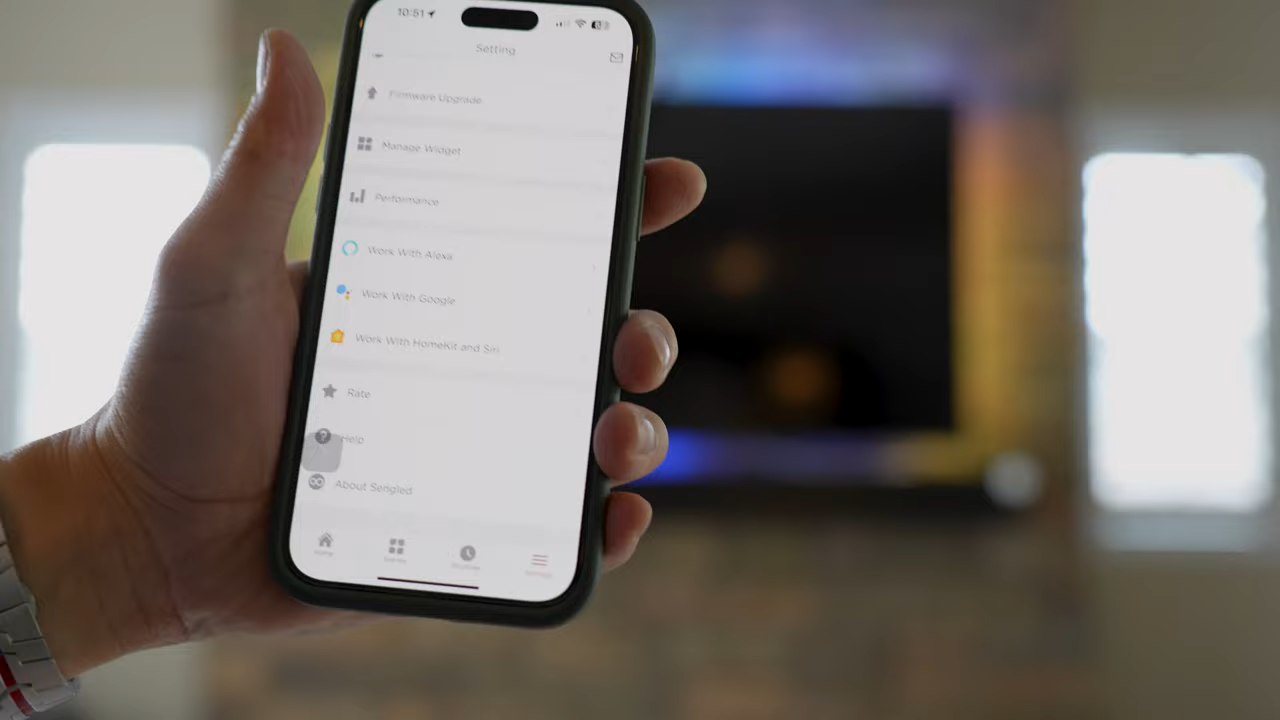 10:51
Setting
Firmware Upgrade
Manage Widget
Performance
Work With Alexa
Work With Google
Work With HomeKit and Siri
Rate
Help
About Sengled
Home